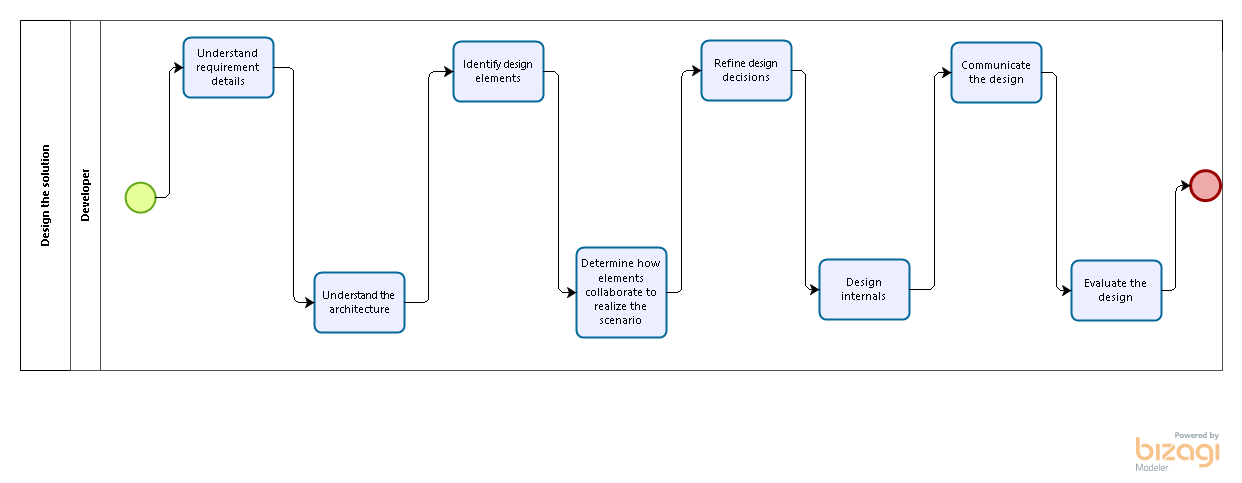 Design the solution
Developer
Understand
requirement
details
Understand the
architecture
Identify design
elements
Determine how
elements
collaborate to
realize the
scenario
Refine design
decisions
Design
internals
Communicate
the design
Evaluate the
design
Powered by
bizagi
Modeler